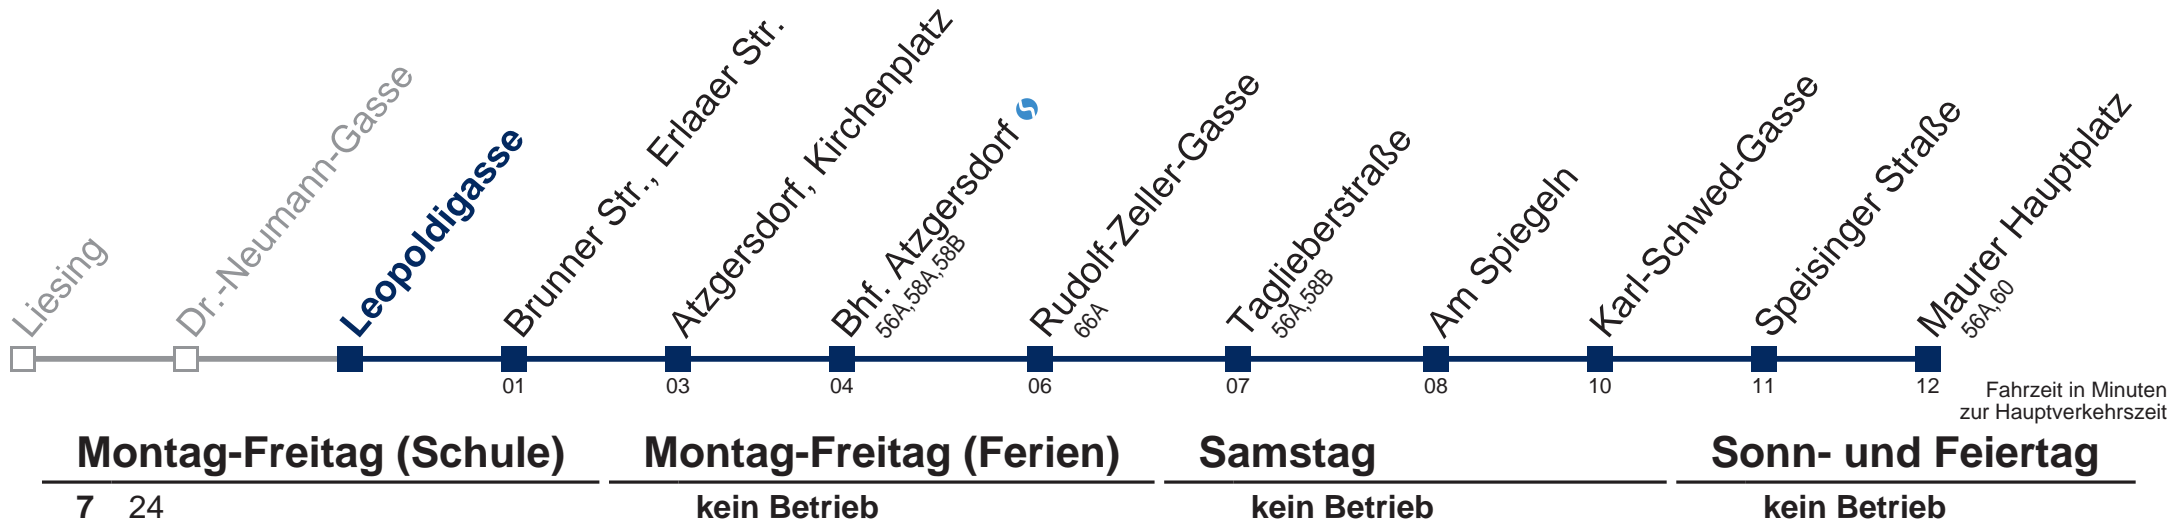 Liesing
Dr.-Neumann-Gasse
Leopoldigasse
Brunner Str., Erlaaer Str.
Atzgersdorf, Kirchenplatz
Bhf. Atzgersdorf
56A,58A,58B
Rudolf-Zeller-Gasse
66A
Taglieberstraße
56A,58B
Am Spiegeln
Karl-Schwed-Gasse
Speisinger Straße
Maurer Hauptplatz
56A,60
01 03 04 06 07 08 10 11 12
Fahrzeit in Minuten
zur Hauptverkehrszeit
Montag-Freitag (Schule) Montag-Freitag (Ferien) Samstag Sonn- und Feiertag
7 24 kein Betrieb kein Betrieb kein Betrieb